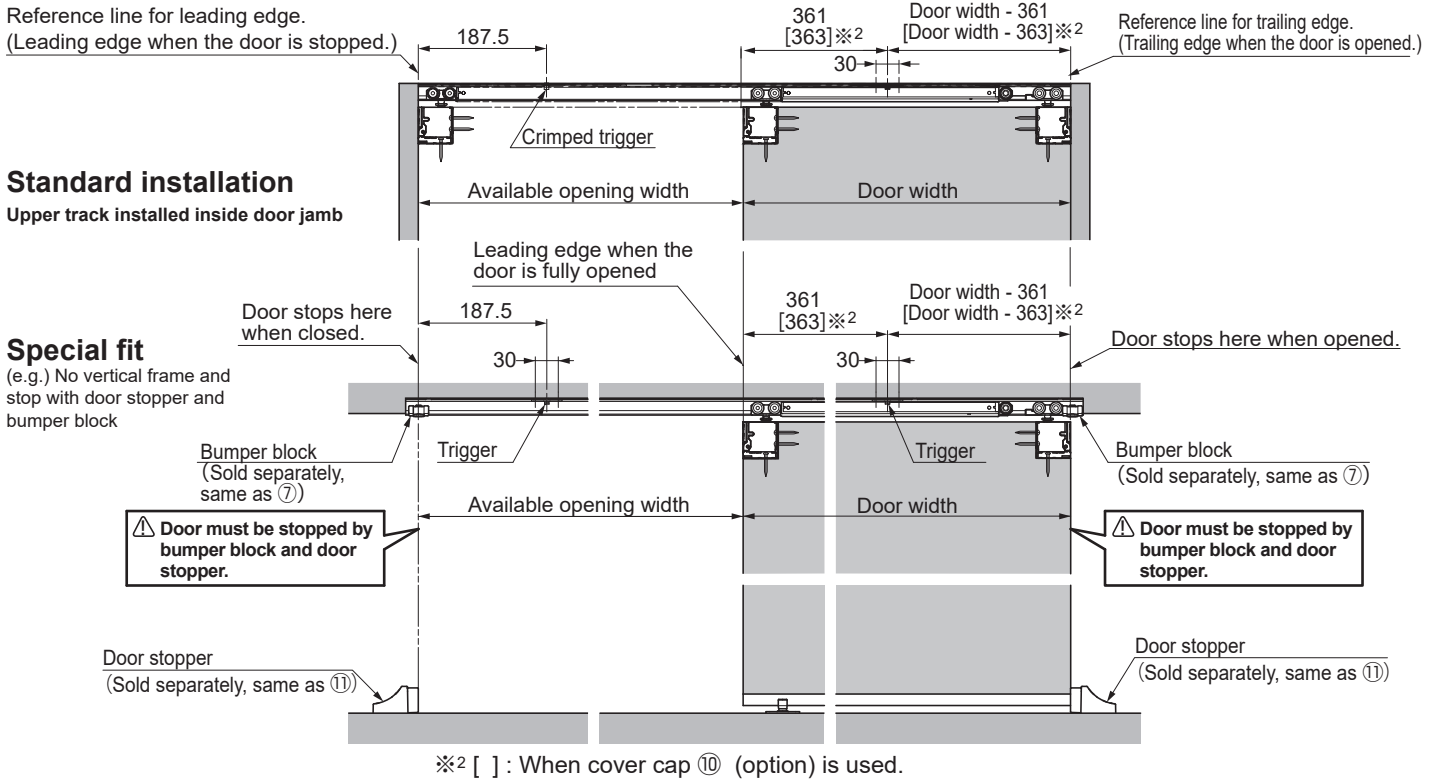 Reference line for leading edge.
(Leading edge when the door is stopped.)
187.5
361
[363]※2
30
Door width - 361
[Door width - 363]※2
Reference line for trailing edge.
(Trailing edge when the door is opened.)
Crimped trigger
Standard installation
Upper track installed inside door jamb
Available opening width
Door width
Leading edge when the
door is fully opened
Door stops here
when closed.
187.5
361
[363]※2
Door width - 361
[Door width - 363]※2
Door stops here when opened.
Special fit
(e.g.) No vertical frame and
stop with door stopper and
bumper block
30
30
Bumper block
(Sold separately,
same as ⑦)
Trigger
Trigger
Bumper block
(Sold separately, same as ⑦)
Available opening width
Door width
⚠ Door must be stopped by
bumper block and door
stopper.
⚠ Door must be stopped by
bumper block and door
stopper.
Door stopper
(Sold separately, same as ⑪)
Door stopper
(Sold separately, same as ⑪)
※2 [ ] : When cover cap ⑩ (option) is used.